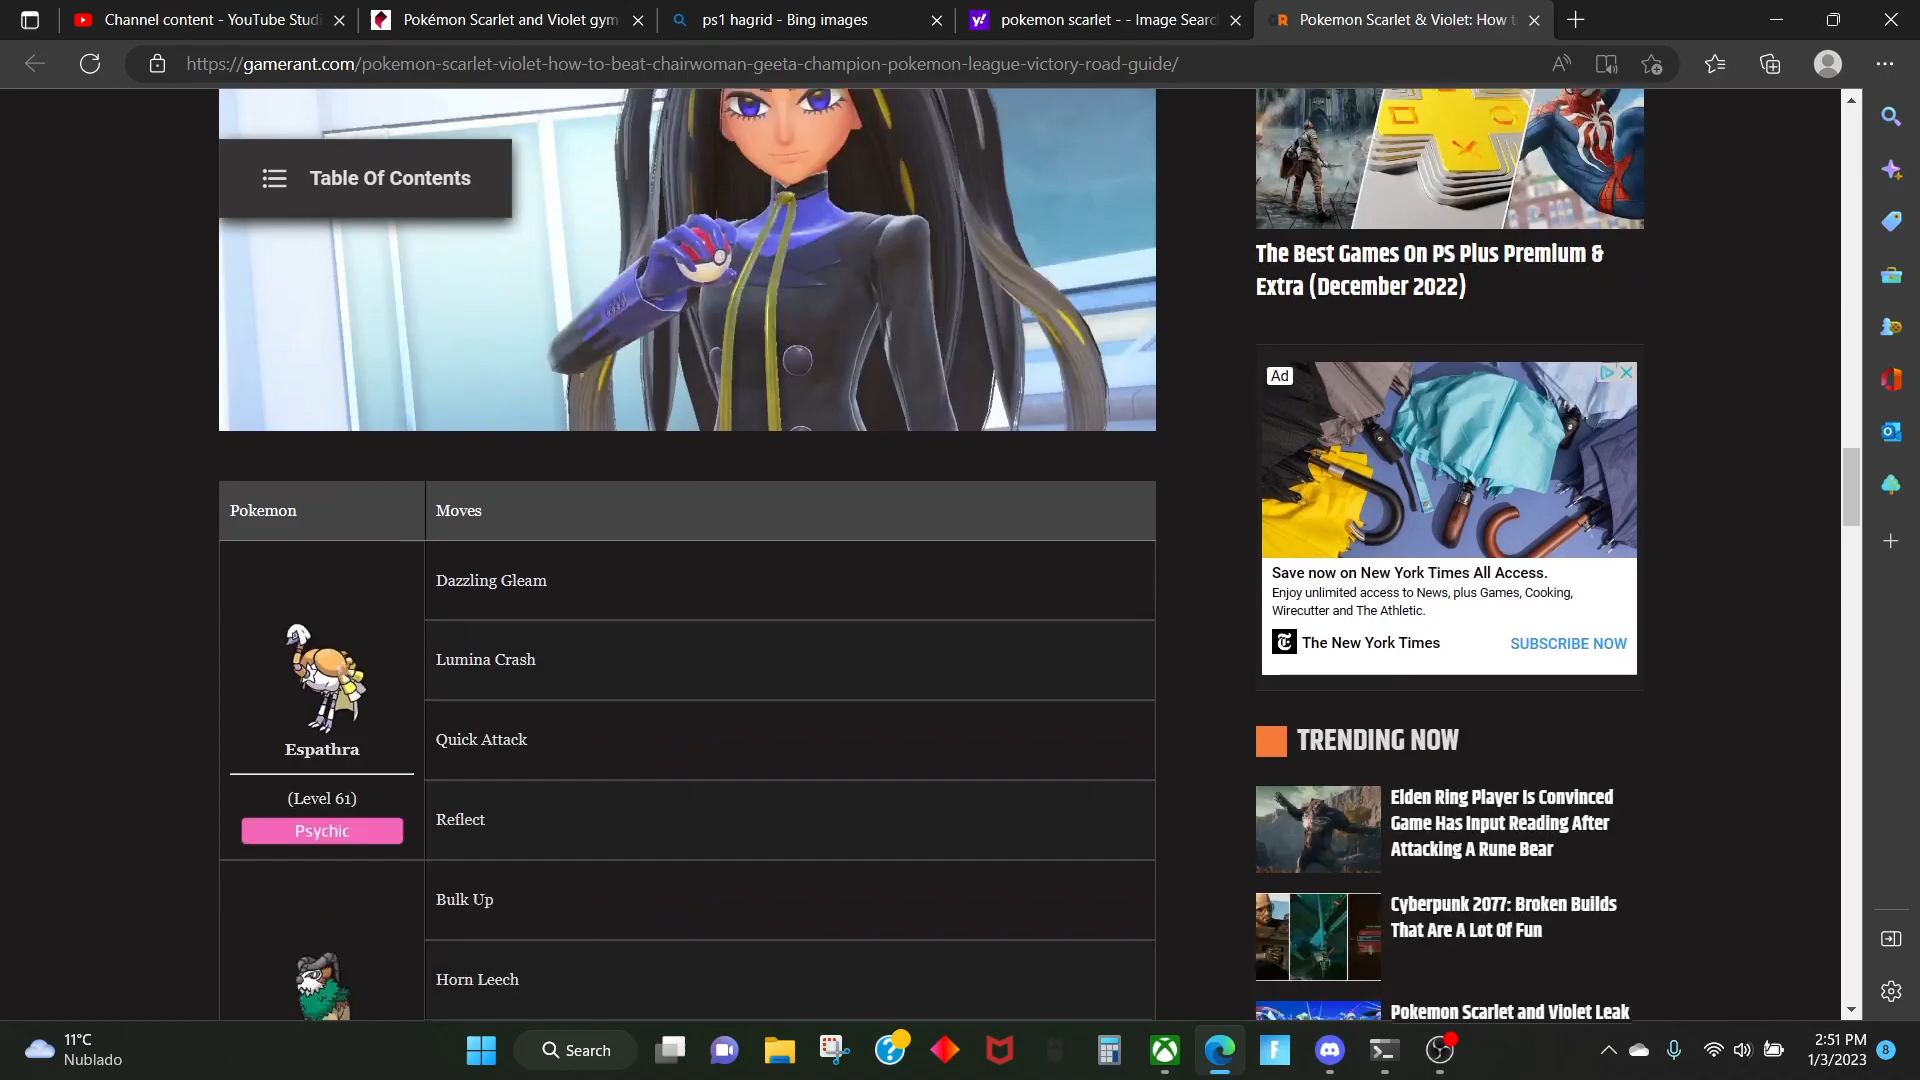 Channel content - YouTube Studi
Pokémon Scarlet and Violet gym
ps1 hagrid - Bing images
pokemon scarlet - - Image Searc
Pokemon Scarlet & Violet: How t
https://gamerant.com/pokemon-scarlet-violet-how-to-beat-chairwoman-geeta-champion-pokemon-league-victory-road-guide/
Table Of Contents
Pokemon
Moves
Dazzling Gleam
Lumina Crash
Quick Attack
Reflect
Espathra
(Level 61)
Psychic
Bulk Up
Horn Leech
The Best Games On PS Plus Premium &
Extra (December 2022)
Ad
Save now on New York Times All Access.
Enjoy unlimited access to News, plus Games, Cooking,
Wirecutter and The Athletic.
The New York Times
SUBSCRIBE NOW
TRENDING NOW
Elden Ring Player Is Convinced
Game Has Input Reading After
Attacking A Rune Bear
Cyberpunk 2077: Broken Builds
That Are A Lot Of Fun
Pokemon Scarlet and Violet Leak
11°C
Nublado
Search
2:51 PM
1/3/2023
8